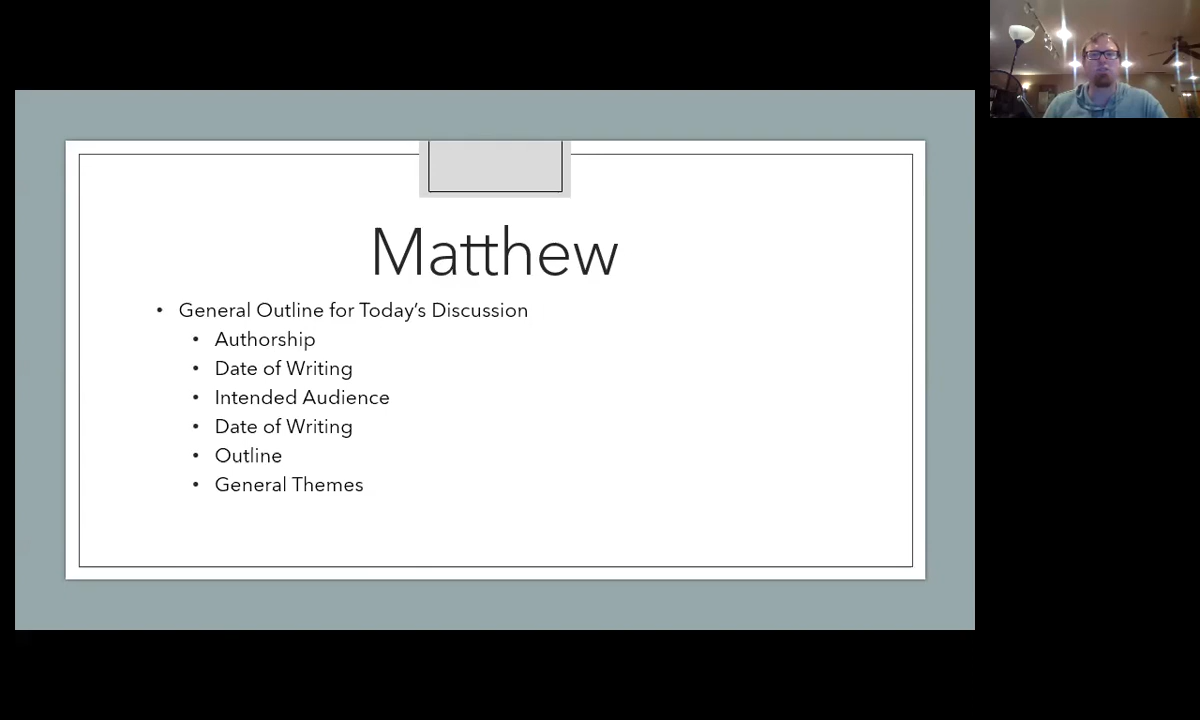 Matthew
• General Outline for Today's Discussion
• Authorship
• Date of Writing
• Intended Audience
• Date of Writing
• Outline
• General Themes